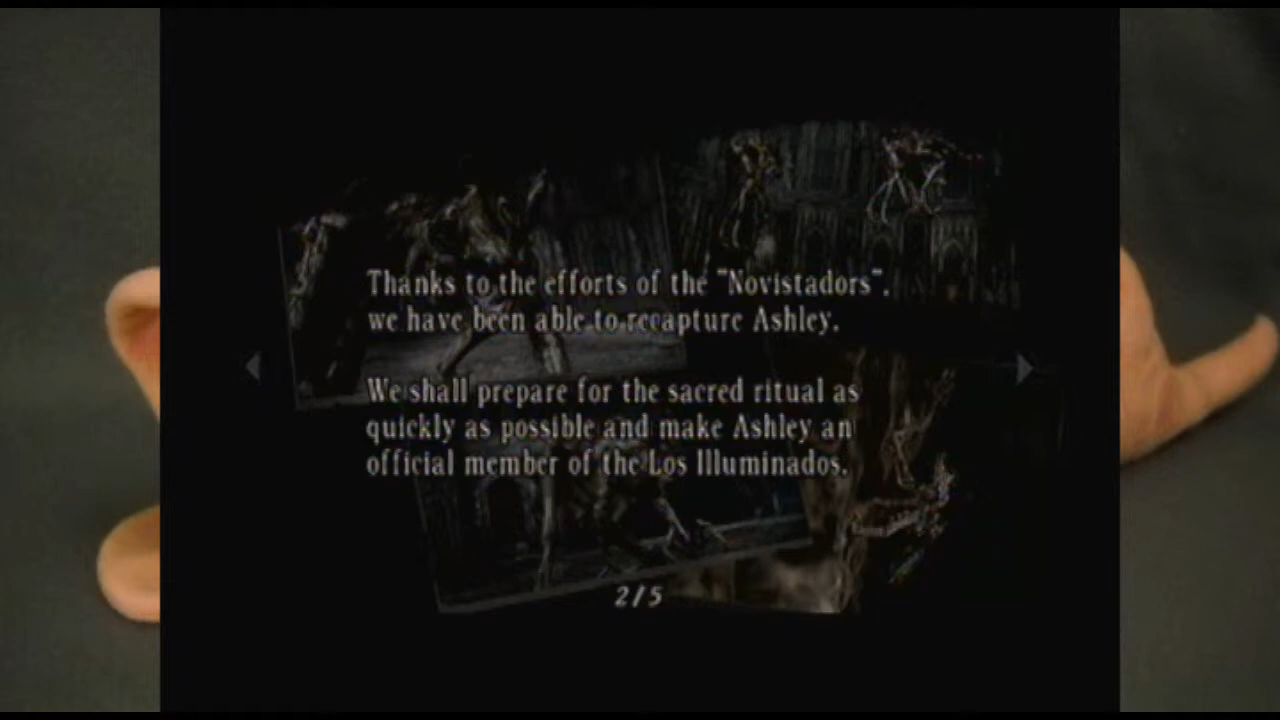 Thanks to the efforts of the "Novistadors",
we have been able to recapture Ashley.
We shall prepare for the sacred ritual as
quickly as possible and make Ashley an
official member of the Los Illuminados.
2/5